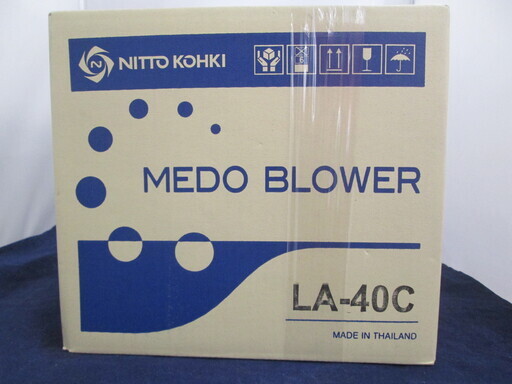 NITTO KOHKI
MEDO BLOWER
LA-40C
MADE IN THAILAND